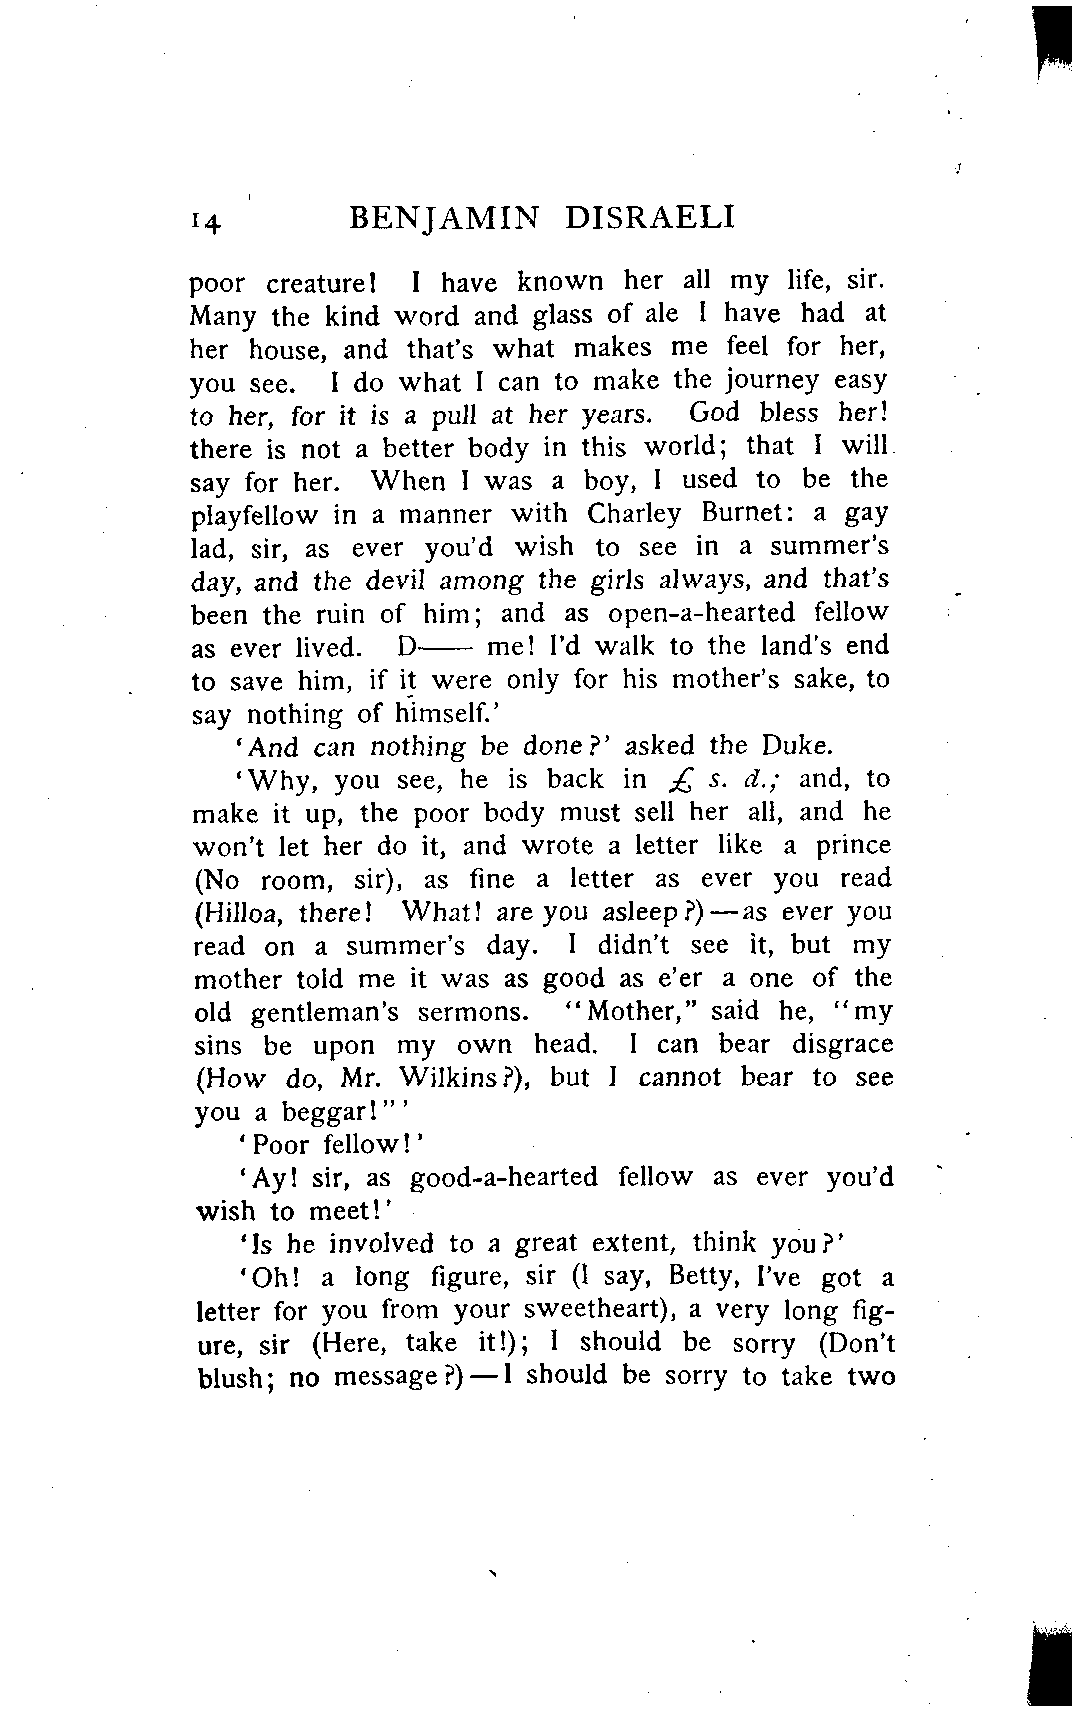 14 BENJAMIN DISRAELI
poor creature! I have known her all my life, sir.
Many the kind word and glass of ale I have had at
her house, and that's what makes me feel for her,
you see. I do what I can to make the journey easy
to her, for it is a pull at her years. God bless her!
there is not a better body in this world; that I will
say for her. When I was a boy, I used to be the
playfellow in a manner with Charley Burnet: a gay
lad, sir, as ever you'd wish to see in a summer's
day, and the devil among the girls always, and that's
been the ruin of him; and as open-a-hearted fellow
as ever lived. D—— me! I'd walk to the land's end
to save him, if it were only for his mother's sake, to
say nothing of himself.'
'And can nothing be done?' asked the Duke.
'Why, you see, he is back in £ s. d.; and, to
make it up, the poor body must sell her all, and he
won't let her do it, and wrote a letter like a prince
(No room, sir), as fine a letter as ever you read
(Hilloa, there! What! are you asleep?)—as ever you
read on a summer's day. I didn't see it, but my
mother told me it was as good as e'er a one of the
old gentleman's sermons. "Mother," said he, "my
sins be upon my own head. I can bear disgrace
(How do, Mr. Wilkins?), but I cannot bear to see
you a beggar!"'
'Poor fellow!'
'Ay! sir, as good-a-hearted fellow as ever you'd
wish to meet!'
'Is he involved to a great extent, think you?'
'Oh! a long figure, sir (I say, Betty, I've got a
letter for you from your sweetheart), a very long fig-
ure, sir (Here, take it!); I should be sorry (Don't
blush; no message?)—I should be sorry to take two